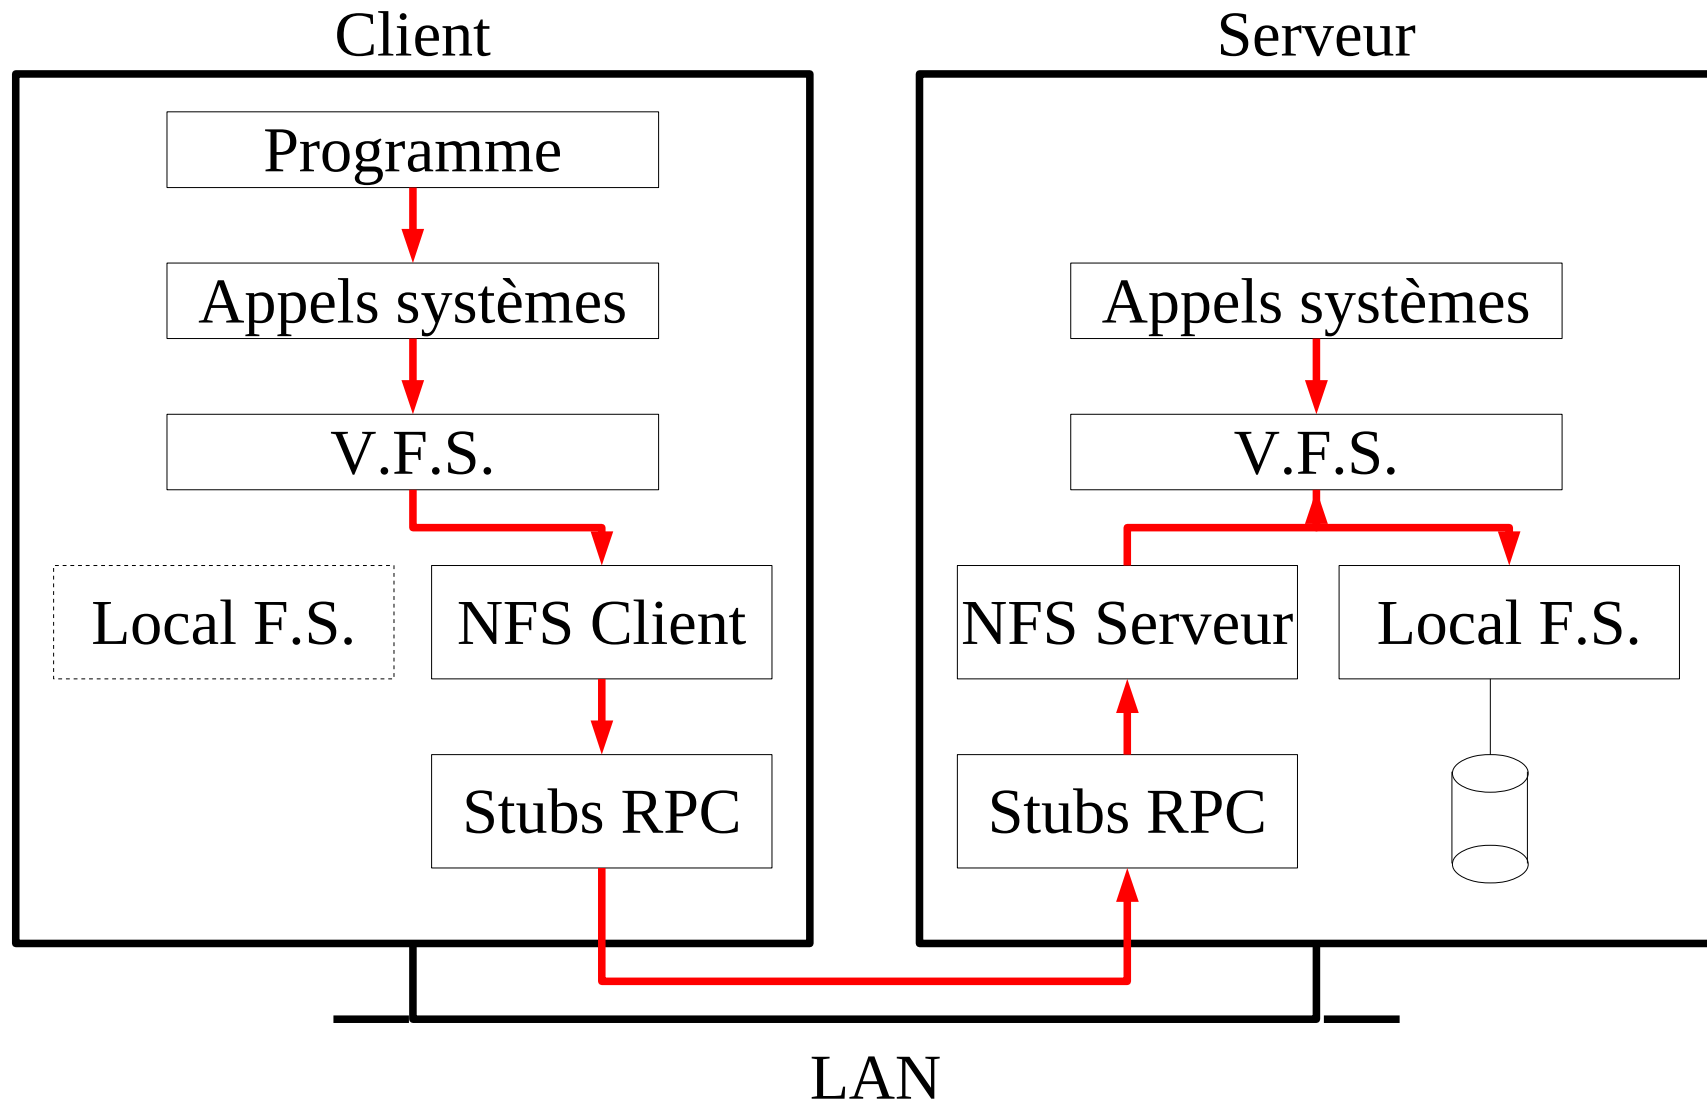 Client
Programme
Appels systèmes
V.F.S.
Local F.S.
NFS Client
Stubs RPC
Serveur
Appels systèmes
V.F.S.
NFS Serveur
Local F.S.
Stubs RPC
LAN